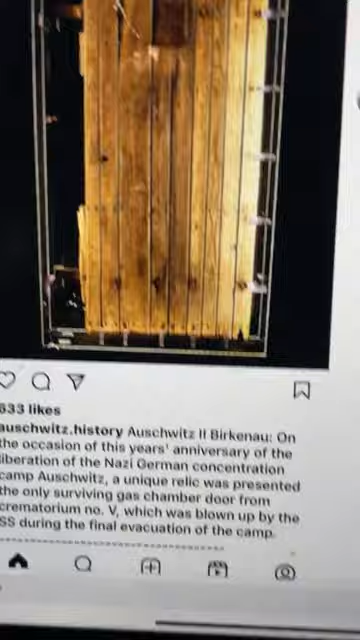 633 likes
auschwitz.history Auschwitz II Birkenau: On
the occasion of this years' anniversary of the
liberation of the Nazi German concentration
camp Auschwitz, a unique relic was presented
the only surviving gas chamber door from
crematorium no. V, which was blown up by the
SS during the final evacuation of the camp.